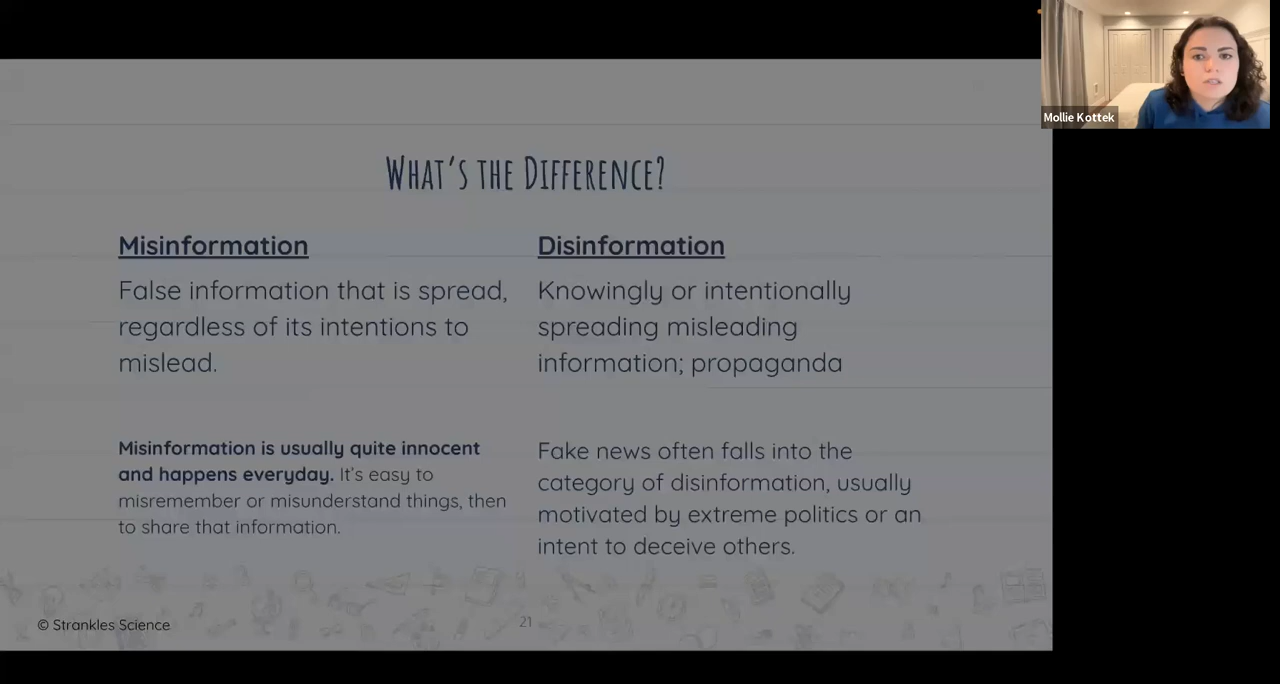 Mollie Kottek
What's the Difference?
Misinformation
False information that is spread,
regardless of its intentions to
mislead.
Misinformation is usually quite innocent
and happens everyday. It's easy to
misremember or misunderstand things, then
to share that information.
Disinformation
Knowingly or intentionally
spreading misleading
information; propaganda
Fake news often falls into the
category of disinformation, usually
motivated by extreme politics or an
intent to deceive others.
© Strankles Science
21